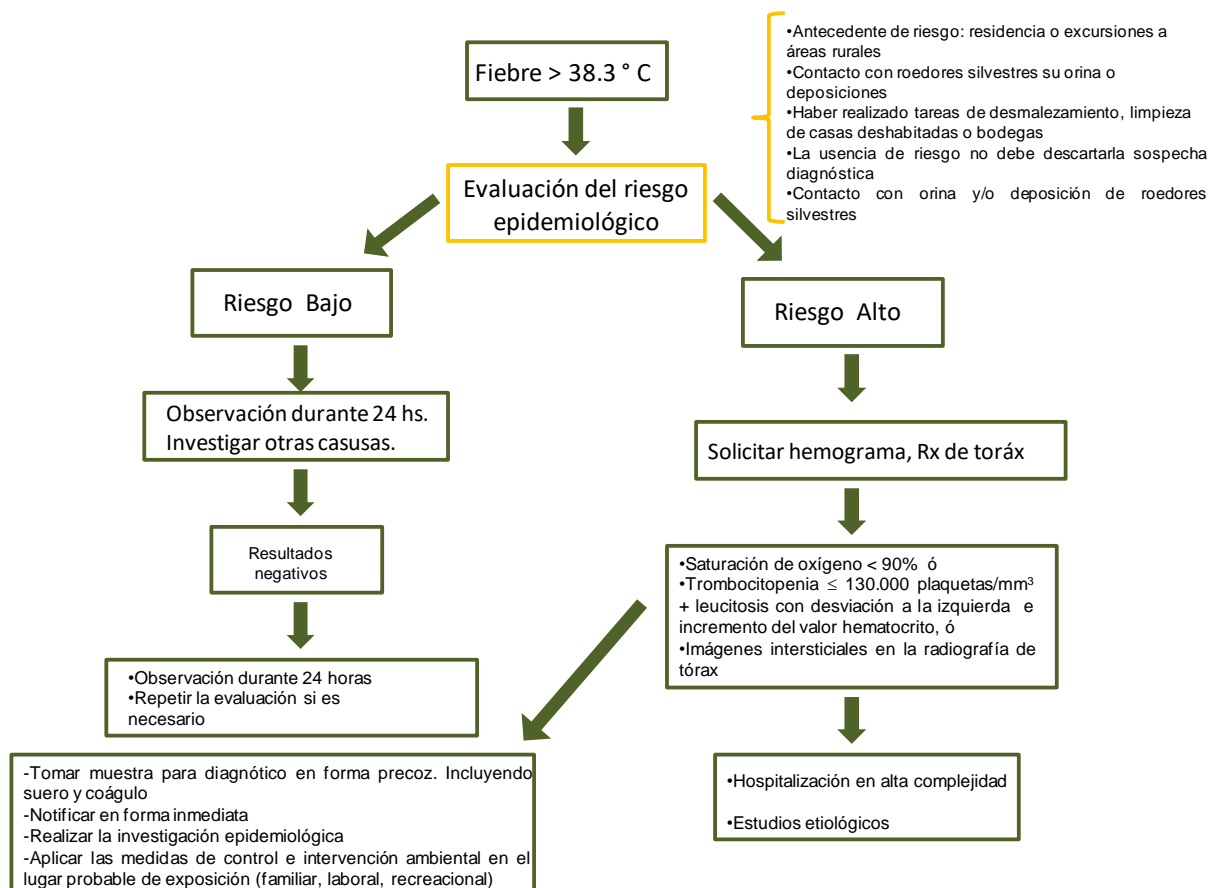 Fiebre > 38.3 ° C
•Antecedente de riesgo: residencia o excursiones a
áreas rurales
•Contacto con roedores silvestres su orina o
deposiciones
•Haber realizado tareas de desmalezamiento, limpieza
de casas deshabitadas o bodegas
•La usencia de riesgo no debe descartarla sospecha
diagnóstica
•Contacto con orina y/o deposición de roedores
silvestres
Evaluación del riesgo
epidemiológico
Riesgo Bajo
Riesgo Alto
Observación durante 24 hs.
Investigar otras casusas.
Solicitar hemograma, Rx de toráx
Resultados
negativos
•Saturación de oxígeno < 90% ó
•Trombocitopenia ≤ 130.000 plaquetas/mm³
+ leucitosis con desviación a la izquierda e
incremento del valor hematocrito, ó
•Imágenes intersticiales en la radiografía de
tórax
•Observación durante 24 horas
•Repetir la evaluación si es
necesario
-Tomar muestra para diagnótico en forma precoz. Incluyendo
suero y coágulo
-Notificar en forma inmediata
-Realizar la investigación epidemiológica
-Aplicar las medidas de control e intervención ambiental en el
lugar probable de exposición (familiar, laboral, recreacional)
•Hospitalización en alta complejidad
•Estudios etiológicos